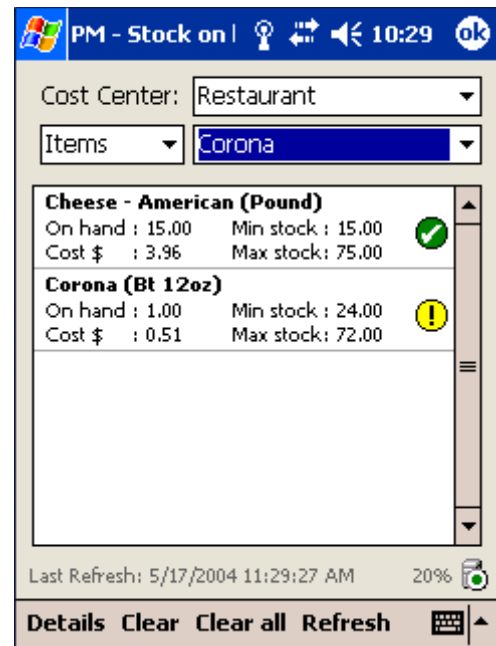 PM - Stock on 10:29 ok
Cost Center: Restaurant
Items Corona
Cheese - American (Pound)
On hand : 15.00 Min stock : 15.00
Cost $ : 3.96 Max stock: 75.00
Corona (Bt 12oz)
On hand : 1.00 Min stock : 24.00
Cost $ : 0.51 Max stock: 72.00
Last Refresh: 5/17/2004 11:29:27 AM 20%
Details Clear Clear all Refresh